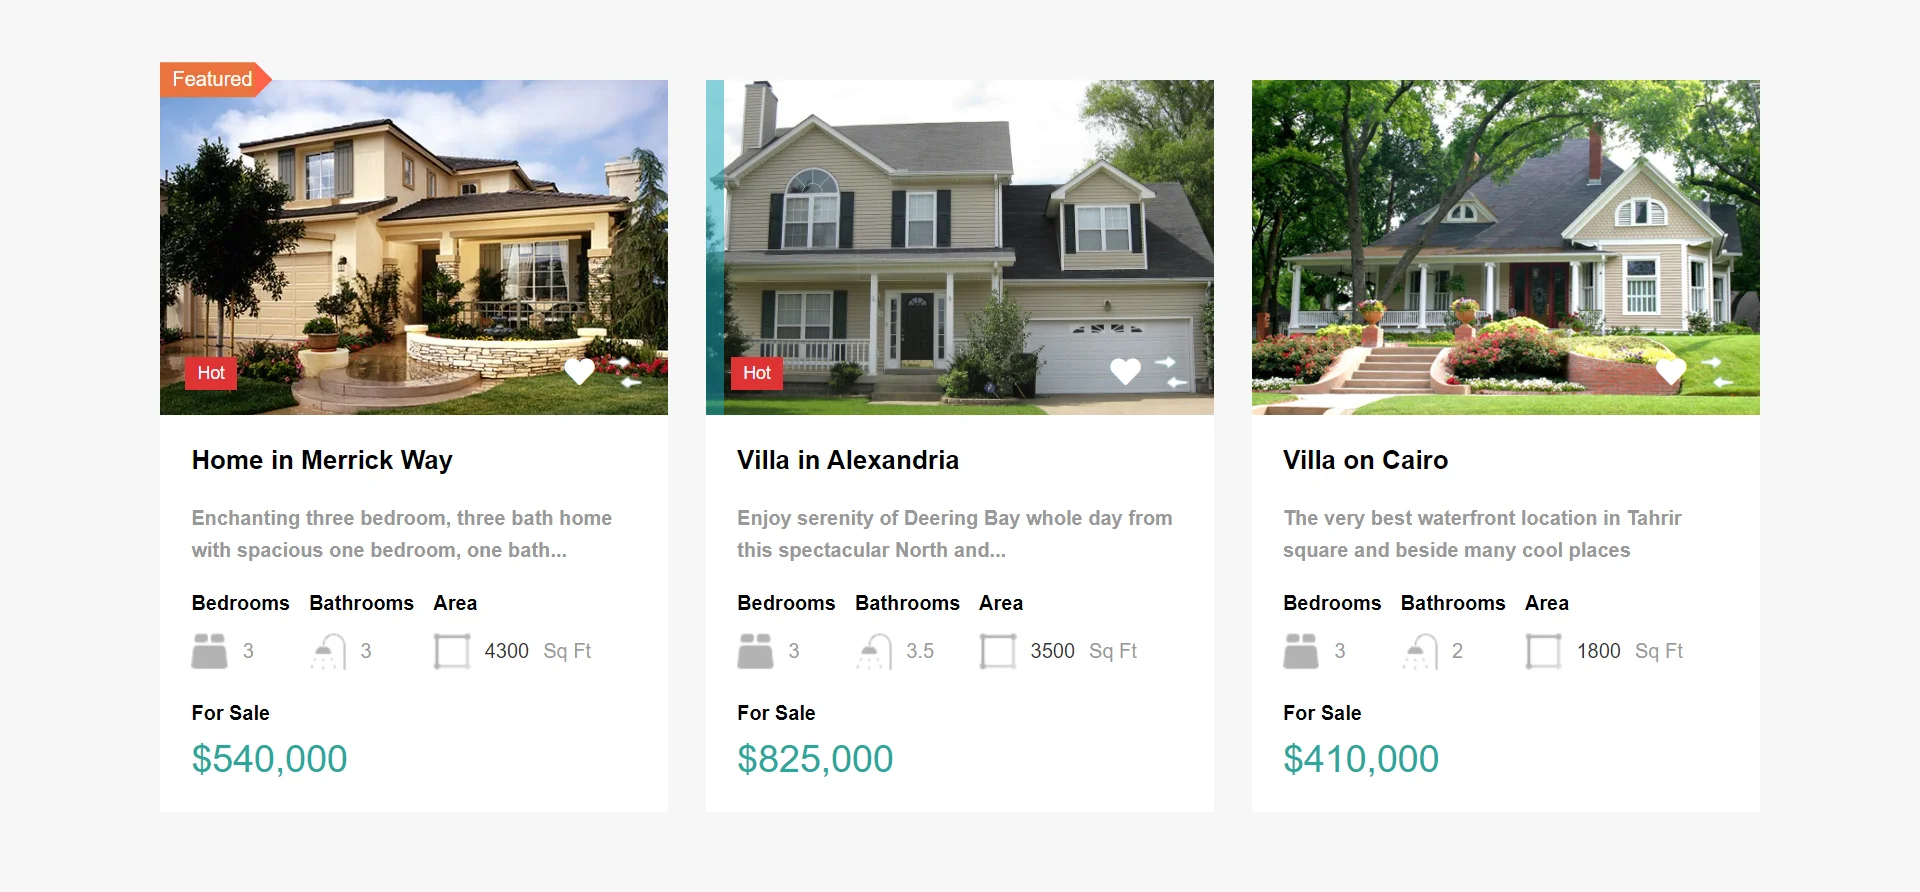 Featured
Hot
Home in Merrick Way
Enchanting three bedroom, three bath home
with spacious one bedroom, one bath...
Bedrooms Bathrooms Area
3 3 4300 Sq Ft
For Sale
$540,000
Hot
Villa in Alexandria
Enjoy serenity of Deering Bay whole day from
this spectacular North and...
Bedrooms Bathrooms Area
3 3.5 3500 Sq Ft
For Sale
$825,000
Villa on Cairo
The very best waterfront location in Tahrir
square and beside many cool places
Bedrooms Bathrooms Area
3 2 1800 Sq Ft
For Sale
$410,000